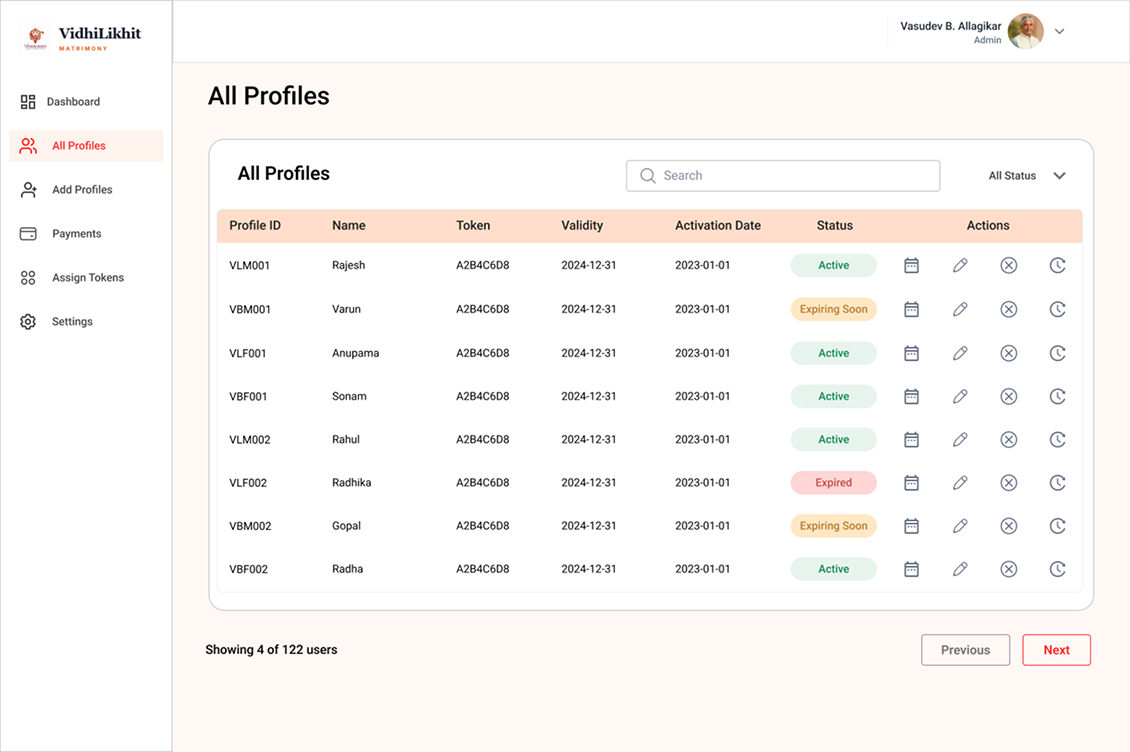 VidhiLikhit
MATRIMONY
Vasudev B. Allagikar
Admin
Dashboard
All Profiles
Add Profiles
Payments
Assign Tokens
Settings
All Profiles
All Profiles
Search
All Status
Profile ID Name Token Validity Activation Date Status Actions
VLM001 Rajesh A2B4C6D8 2024-12-31 2023-01-01 Active
VBM001 Varun A2B4C6D8 2024-12-31 2023-01-01 Expiring Soon
VLF001 Anupama A2B4C6D8 2024-12-31 2023-01-01 Active
VBF001 Sonam A2B4C6D8 2024-12-31 2023-01-01 Active
VLM002 Rahul A2B4C6D8 2024-12-31 2023-01-01 Active
VLF002 Radhika A2B4C6D8 2024-12-31 2023-01-01 Expired
VBM002 Gopal A2B4C6D8 2024-12-31 2023-01-01 Expiring Soon
VBF002 Radha A2B4C6D8 2024-12-31 2023-01-01 Active
Showing 4 of 122 users
Previous
Next